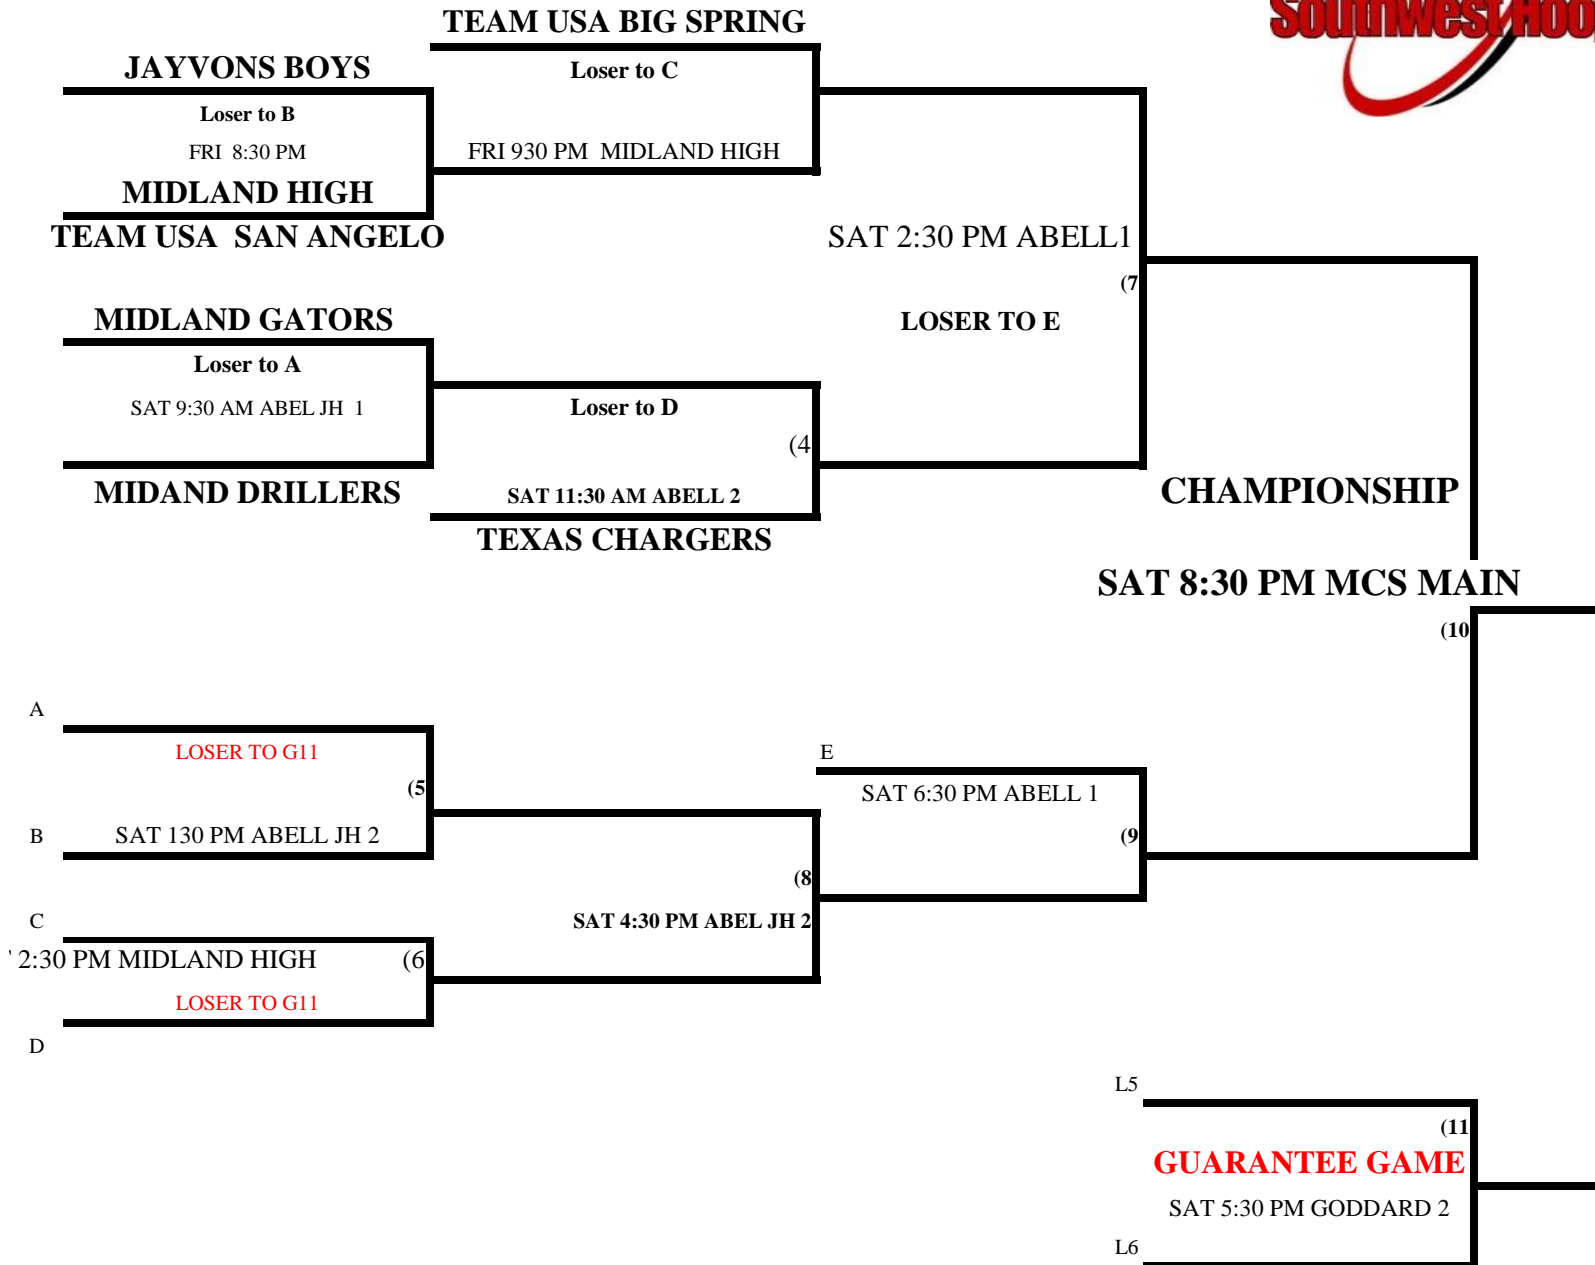 TEAM USA BIG SPRING
JAYVONS BOYS
Loser to C
Loser to B
FRI 8:30 PM
FRI 930 PM MIDLAND HIGH
MIDLAND HIGH
TEAM USA SAN ANGELO
SAT 2:30 PM ABELL1
(7
MIDLAND GATORS
LOSER TO E
Loser to A
SAT 9:30 AM ABEL JH 1
Loser to D
(4
MIDAND DRILLERS
SAT 11:30 AM ABELL 2
CHAMPIONSHIP
TEXAS CHARGERS
SAT 8:30 PM MCS MAIN
(10
A
LOSER TO G11
E
(5
SAT 6:30 PM ABELL 1
B
SAT 130 PM ABELL JH 2
(9
(8
C
SAT 4:30 PM ABEL JH 2
2:30 PM MIDLAND HIGH
(6
LOSER TO G11
D
L5
(11
GUARANTEE GAME
SAT 5:30 PM GODDARD 2
L6